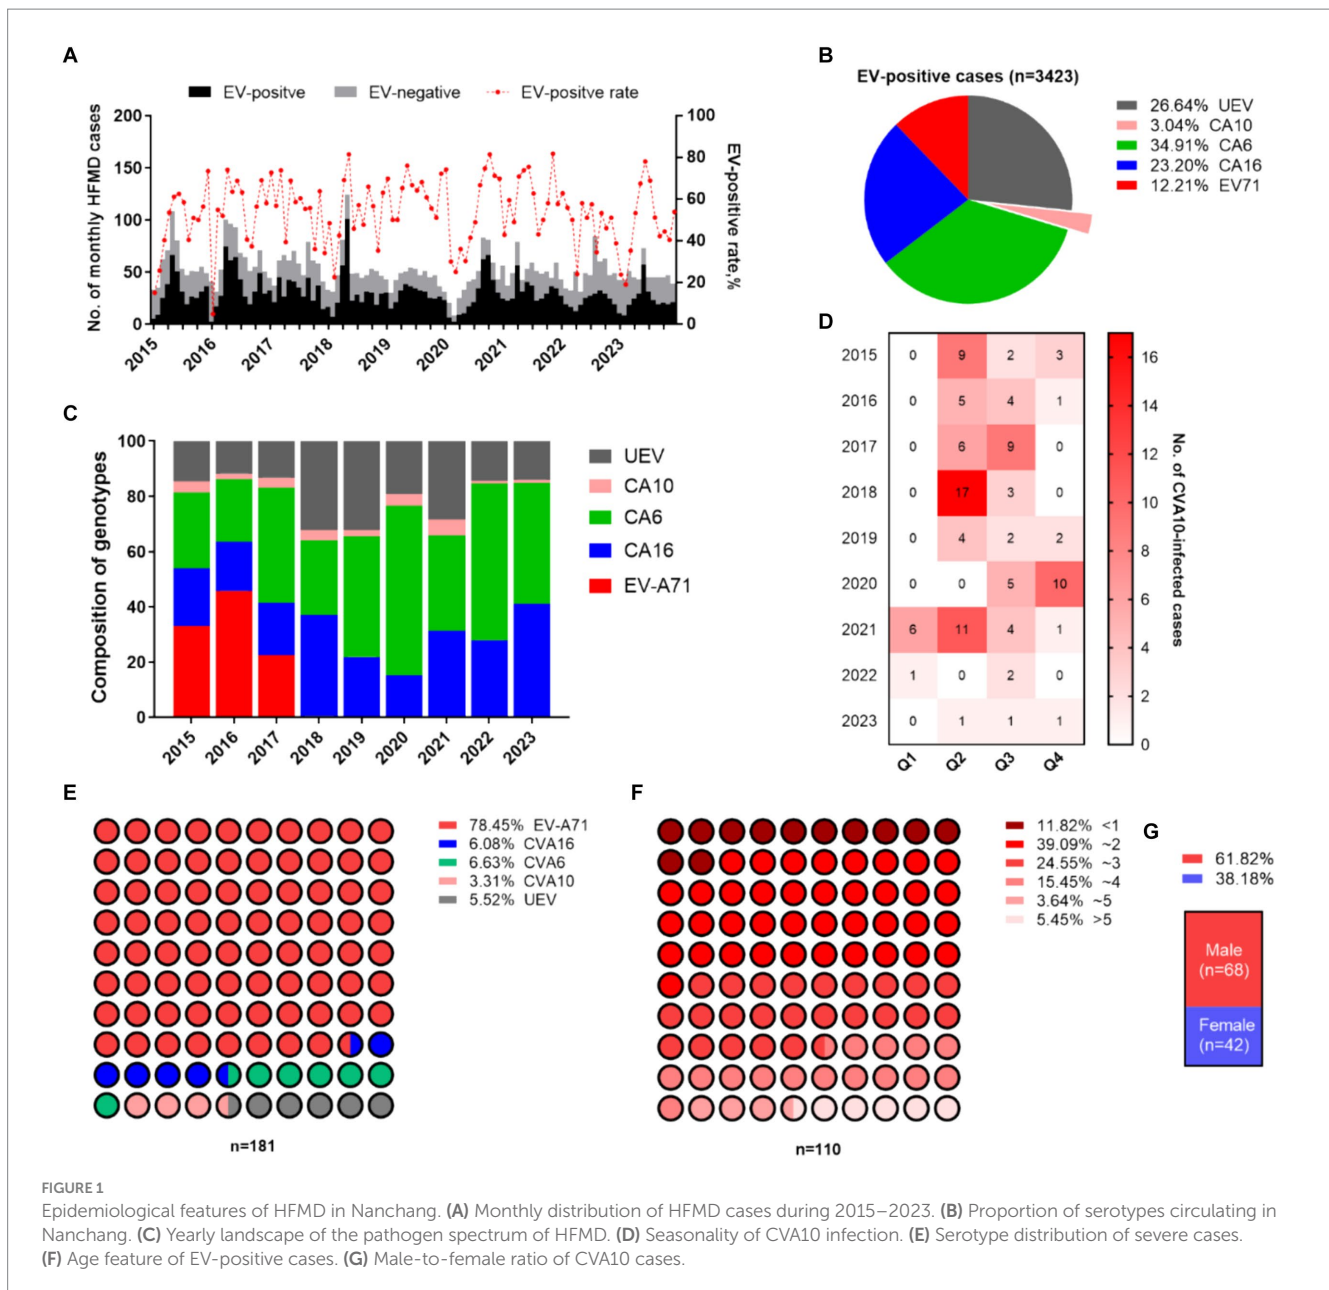 A
EV-positve EV-negative EV-positve rate
No. of monthly HFMD cases
200
150
100
50
0
100
80
60
40
20
0
EV-positive rate,%
2015 2016 2017 2018 2019 2020 2021 2022 2023
B
EV-positive cases (n=3423)
26.64% UEV
3.04% CA10
34.91% CA6
23.20% CA16
12.21% EV71
C
Composition of genotypes
100
80
60
40
20
0
2015 2016 2017 2018 2019 2020 2021 2022 2023
UEV
CA10
CA6
CA16
EV-A71
D
2015 0 9 2 3
2016 0 5 4 1
2017 0 6 9 0
2018 0 17 3 0
2019 0 4 2 2
2020 0 0 5 10
2021 6 11 4 1
2022 1 0 2 0
2023 0 1 1 1
Q1 Q2 Q3 Q4
16
14
12
10
8
6
4
2
0
No. of CVA10-infected cases
E
78.45% EV-A71
6.08% CVA16
6.63% CVA6
3.31% CVA10
5.52% UEV
n=181
F
11.82% <1
39.09% ~2
24.55% ~3
15.45% ~4
3.64% ~5
5.45% >5
n=110
G
61.82%
38.18%
Male
(n=68)
Female
(n=42)
FIGURE 1
Epidemiological features of HFMD in Nanchang. (A) Monthly distribution of HFMD cases during 2015–2023. (B) Proportion of serotypes circulating in
Nanchang. (C) Yearly landscape of the pathogen spectrum of HFMD. (D) Seasonality of CVA10 infection. (E) Serotype distribution of severe cases.
(F) Age feature of EV-positive cases. (G) Male-to-female ratio of CVA10 cases.